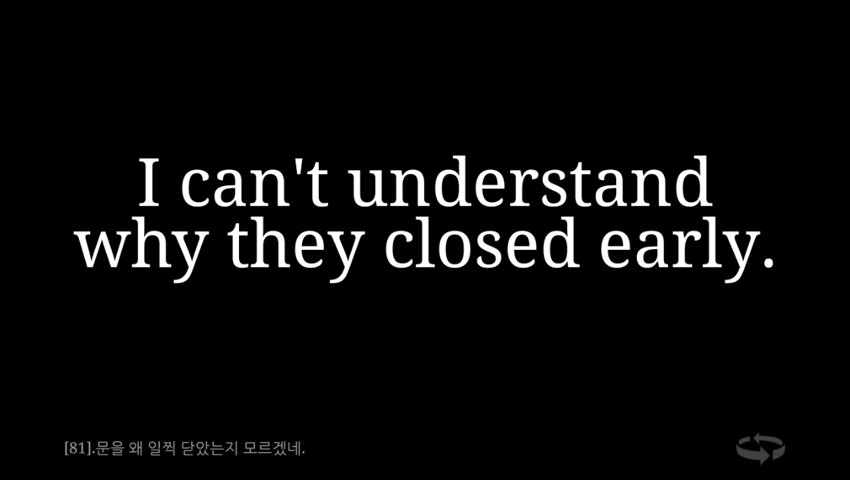 I can't understand
why they closed early.
[81].문을 왜 일찍 닫았는지 모르겠네.